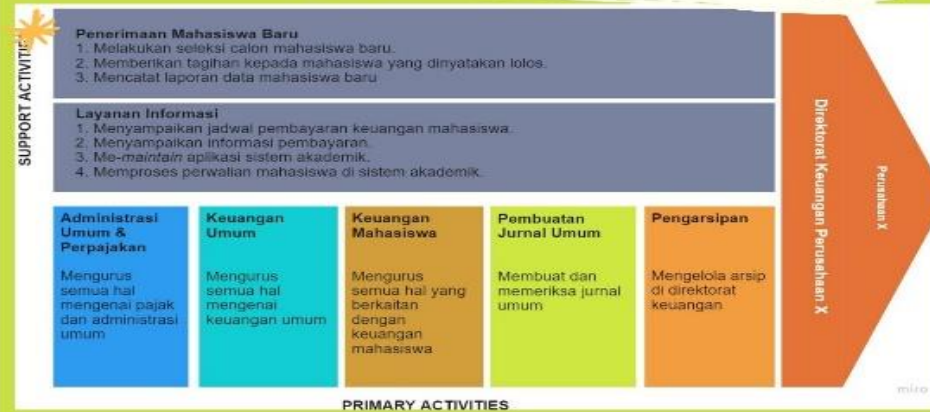 SUPPORT ACTIVITIES
Penerimaan Mahasiswa Baru
1. Melakukan seleksi calon mahasiswa baru.
2. Memberikan tagihan kepada mahasiswa yang dinyatakan lolos.
3. Mencatat laporan data mahasiswa baru
Layanan Informasi
1. Menyampaikan jadwal pembayaran keuangan mahasiswa.
2. Menyampaikan informasi pembayaran.
3. Me-maintain aplikasi sistem akademik.
4. Memproses perwalian mahasiswa di sistem akademik.
Administrasi
Umum &
Perpajakan
Mengurus
semua hal
mengenai pajak
dan administrasi
umum
Keuangan
Umum
Mengurus
semua hal
mengenai
keuangan umum
Keuangan
Mahasiswa
Mengurus
semua hal yang
berkaitan
dengan
keuangan
mahasiswa
Pembuatan
Jurnal Umum
Membuat dan
memeriksa jurnal
umum
Pengarsipan
Mengelola arsip
di direktorat
keuangan
Direktorat Keuangan Perusahaan X
Perusahaan X
PRIMARY ACTIVITIES
miro